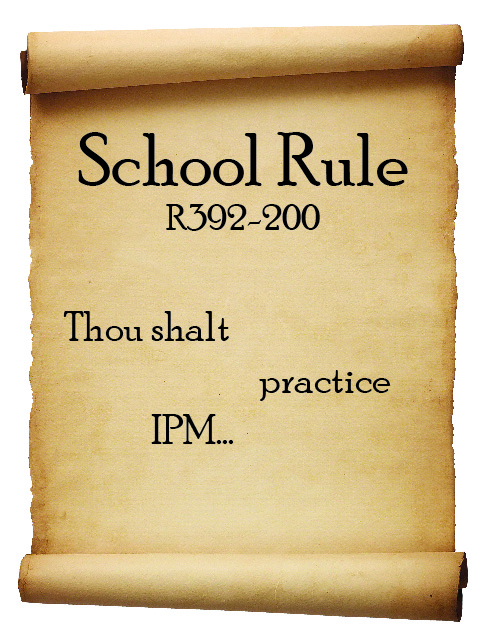 School Rule
R392-200
Thou shalt
practice
IPM...